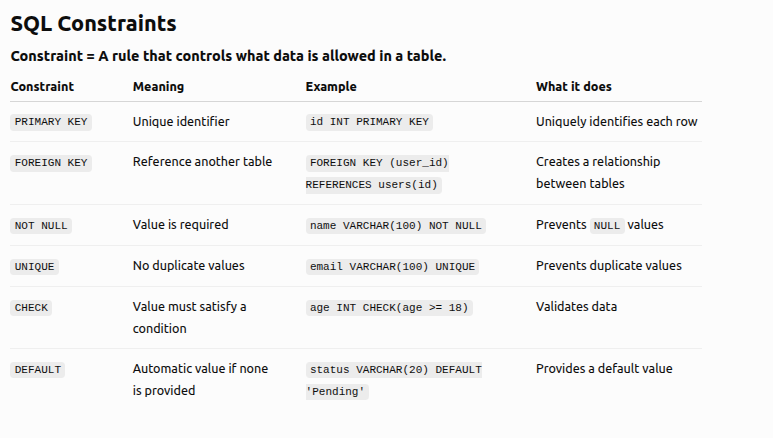 SQL Constraints
Constraint = A rule that controls what data is allowed in a table.
Constraint Meaning Example What it does
PRIMARY KEY Unique identifier id INT PRIMARY KEY Uniquely identifies each row
FOREIGN KEY Reference another table FOREIGN KEY (user_id) Creates a relationship
REFERENCES users(id) between tables
NOT NULL Value is required name VARCHAR(100) NOT NULL Prevents NULL values
UNIQUE No duplicate values email VARCHAR(100) UNIQUE Prevents duplicate values
CHECK Value must satisfy a age INT CHECK(age >= 18) Validates data
condition
DEFAULT Automatic value if none status VARCHAR(20) DEFAULT Provides a default value
is provided 'Pending'